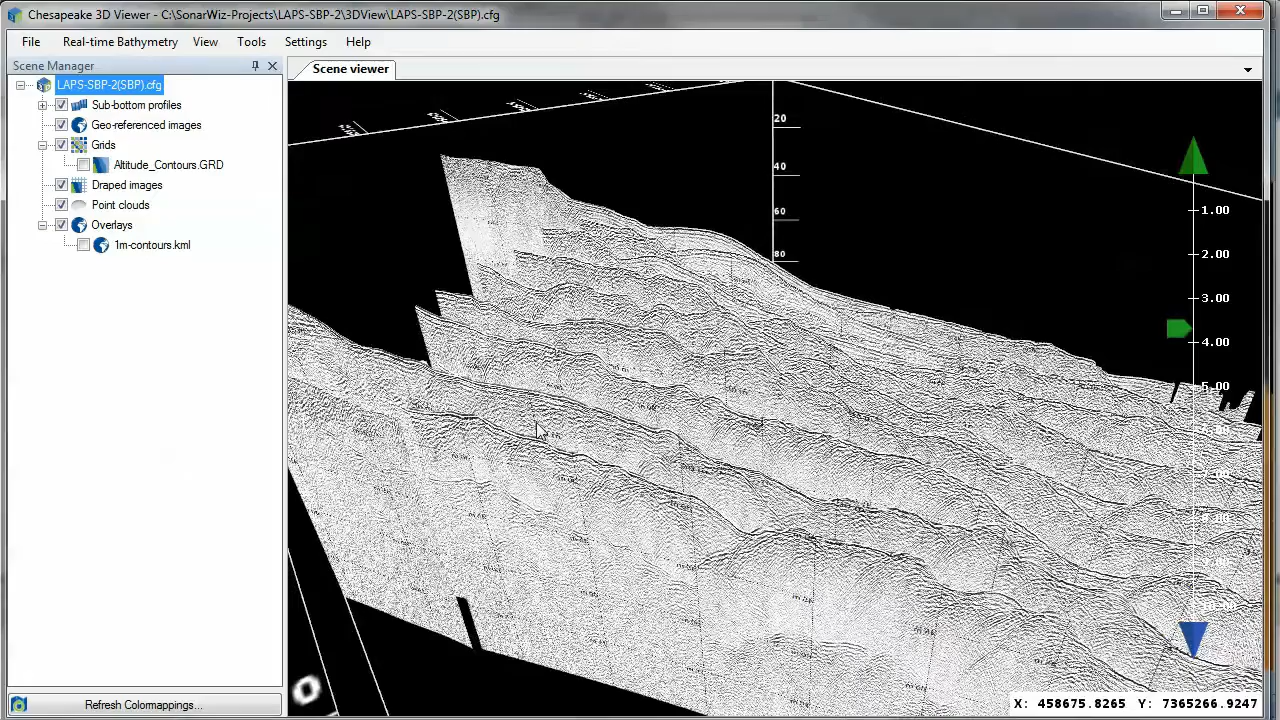 Chesapeake 3D Viewer - C:\SonarWiz-Projects\LAPS-SBP-2\3DView\LAPS-SBP-2(SBP).cfg
File Real-time Bathymetry View Tools Settings Help
Scene Manager
Scene viewer
LAPS-SBP-2(SBP).cfg
Sub-bottom profiles
Geo-referenced images
Grids
Altitude_Contours.GRD
Draped images
Point clouds
Overlays
1m-contours.kml
20
40
60
80
1.00
2.00
3.00
4.00
5.00
0
X: 458675.8265 Y: 7365266.9247
Refresh Colormappings...